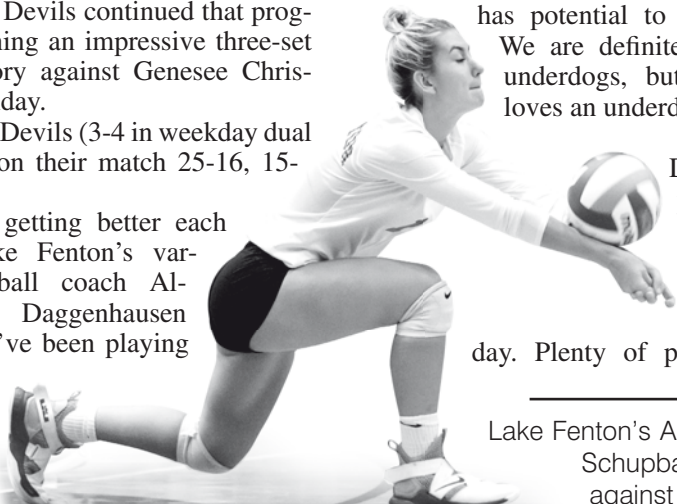 Devils continued that prog-
ning an impressive three-set
ory against Genesee Chris-
day.
Devils (3-4 in weekday dual
on their match 25-16, 15-
getting better each
ke Fenton's var-
ball coach Al-
Daggenhausen
've been playing
has potential to
We are definite
underdogs, but
loves an underd
D
day. Plenty of p
Lake Fenton's A
Schupba
against